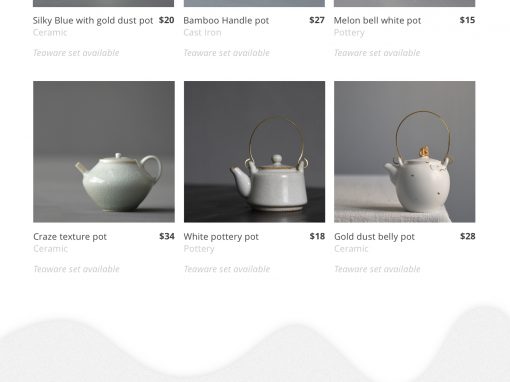 Silky Blue with gold dust pot $20 Bamboo Handle pot $27 Melon bell white pot $15
Ceramic Cast Iron Pottery
Teaware set available Teaware set available Teaware set available
Craze texture pot $34 White pottery pot $18 Gold dust belly pot $28
Ceramic Pottery Ceramic
Teaware set available Teaware set available Teaware set available